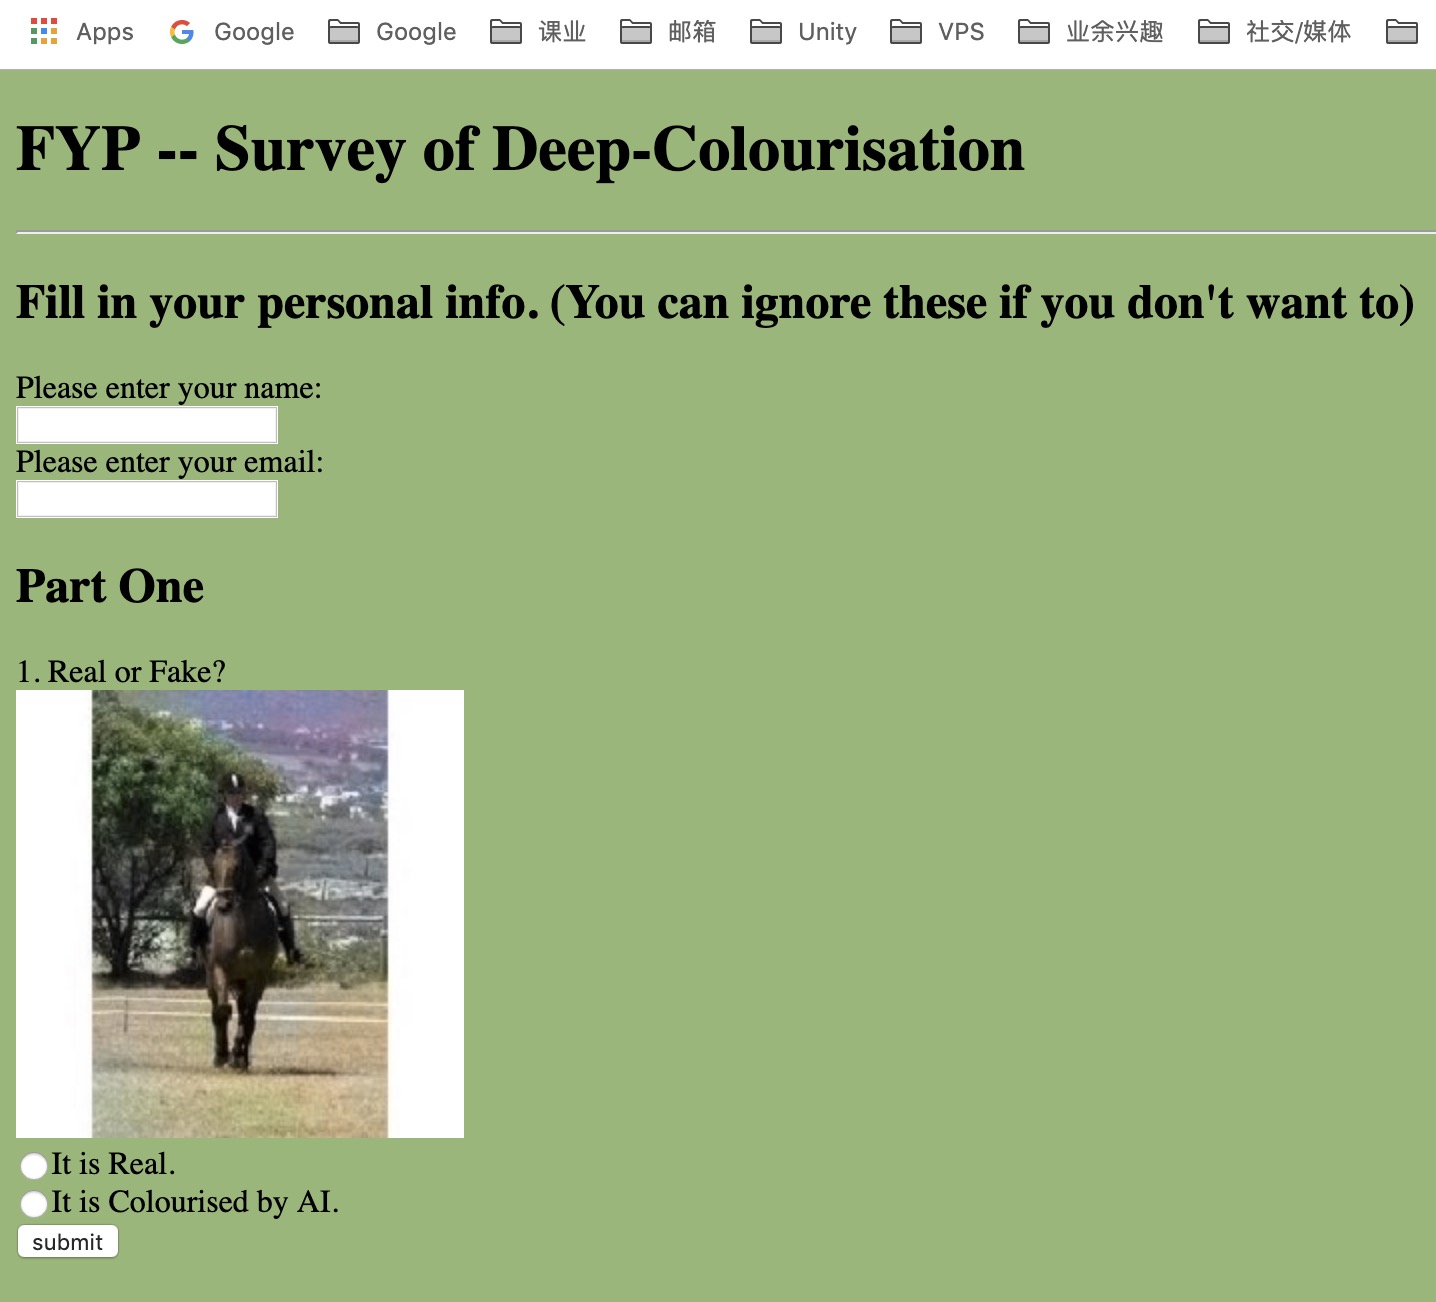 Apps Google Google 课业 邮箱 Unity VPS 业余兴趣 社交/媒体
FYP -- Survey of Deep-Colourisation
Fill in your personal info. (You can ignore these if you don't want to)
Please enter your name:
Please enter your email:
Part One
1. Real or Fake?
It is Real.
It is Colourised by AI.
submit